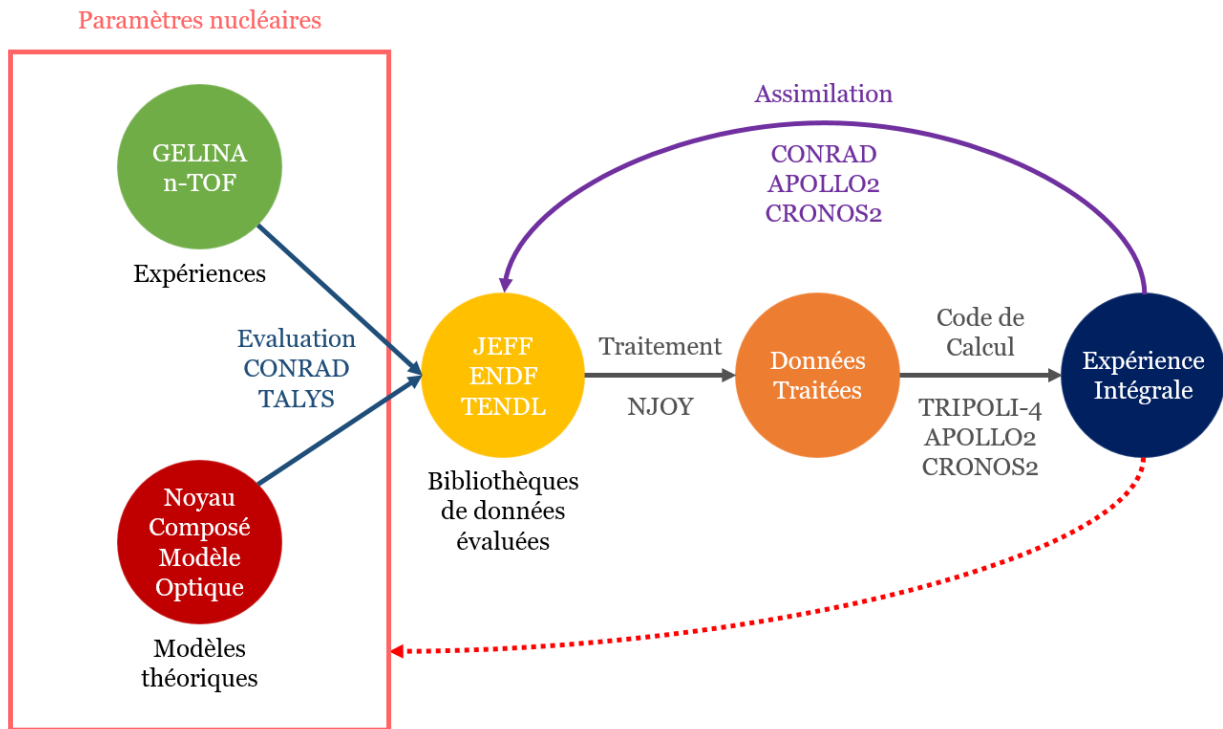 Paramètres nucléaires
GELINA
n-TOF
Expériences
Evaluation
CONRAD
TALYS
Noyau
Composé
Modèle
Optique
Modèles
théoriques
JEFF
ENDF
TENDL
Bibliothèques
de données
évaluées
Traitement
NJOY
Données
Traitées
Assimilation
CONRAD
APOLLO2
CRONOS2
Code de
Calcul
TRIPOLI-4
APOLLO2
CRONOS2
Expérience
Intégrale